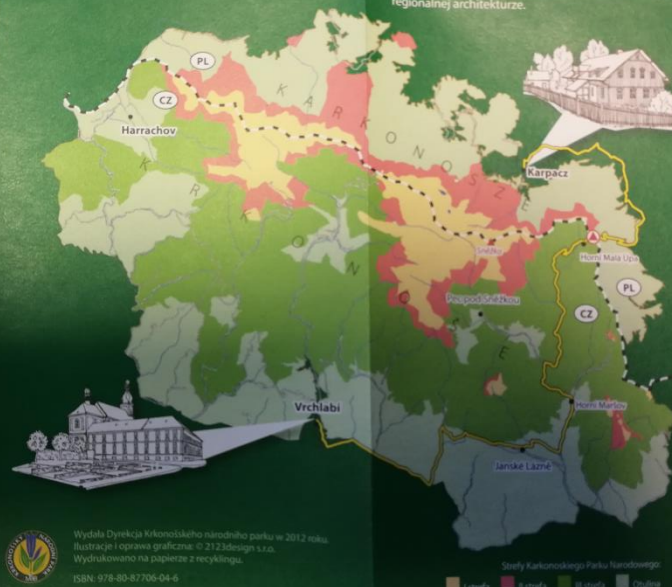 regionalnej architekturze.
PL
CZ
KARKONOSZE
Harrachov
KRKONOŠE
Karpacz
Sněžka
Horní Malá Úpa
PL
Pec pod Sněžkou
CZ
Vrchlabí
Horní Maršov
Janské Lázně
Wydała Dyrekcja Krkonošského národního parku w 2012 roku.
Ilustracje i oprawa graficzna: © 2123design s.r.o.
Wydrukowano na papierze z recyklingu.
ISBN: 978-80-87706-04-6
Strefy Karkonoskiego Parku Narodowego:
Otulina